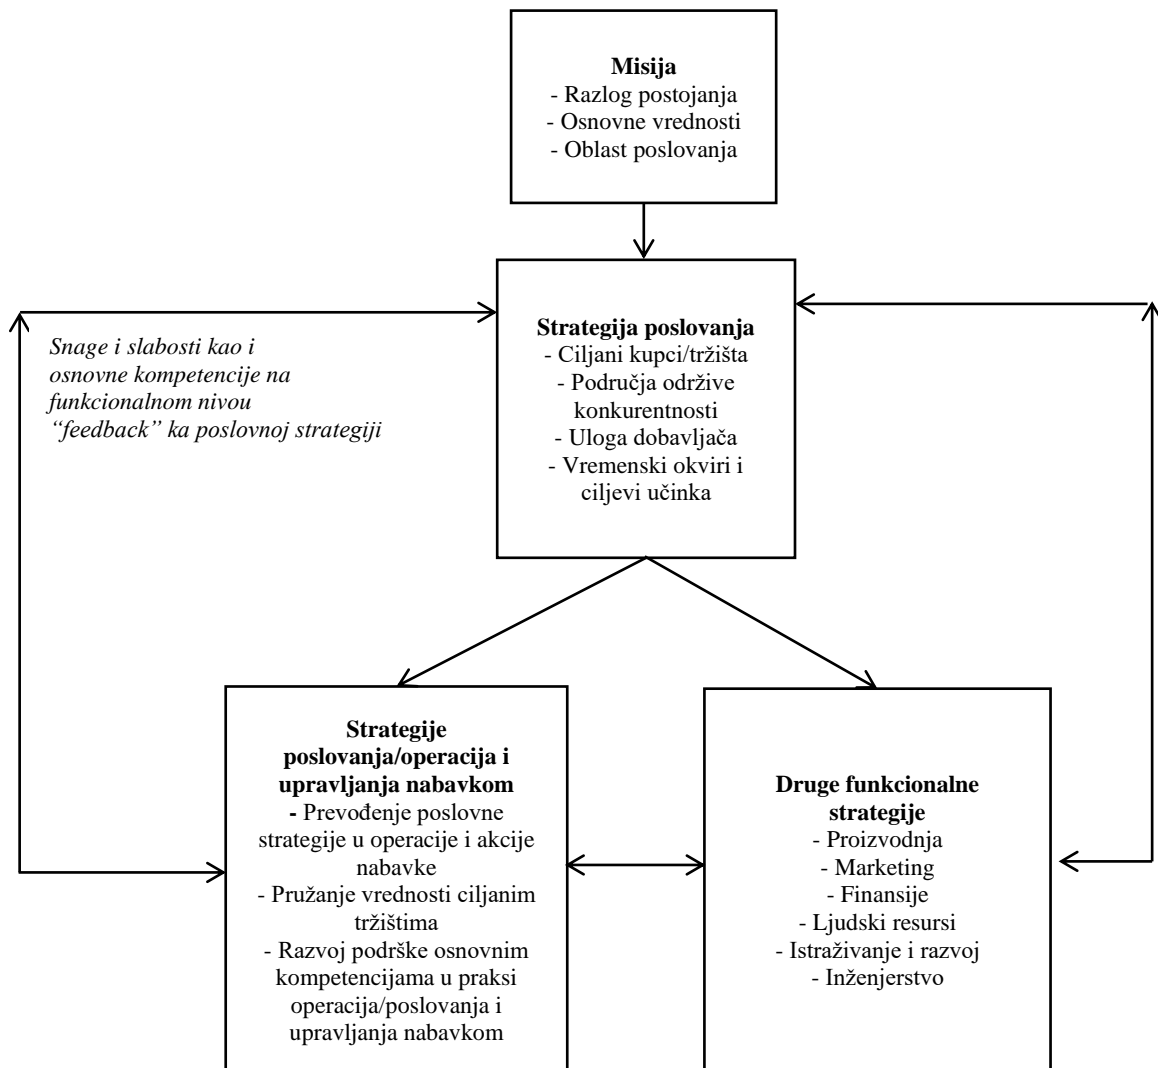 Misija
- Razlog postojanja
- Osnovne vrednosti
- Oblast poslovanja
Strategija poslovanja
- Ciljani kupci/tržišta
- Područja održive
konkurentnosti
- Uloga dobavljača
- Vremenski okviri i
ciljevi učinka
Snage i slabosti kao i
osnovne kompetencije na
funkcionalnom nivou
“feedback” ka poslovnoj strategiji
Strategije
poslovanja/operacija i
upravljanja nabavkom
- Prevođenje poslovne
strategije u operacije i akcije
nabavke
- Pružanje vrednosti ciljanim
tržištima
- Razvoj podrške osnovnim
kompetencijama u praksi
operacija/poslovanja i
upravljanja nabavkom
Druge funkcionalne
strategije
- Proizvodnja
- Marketing
- Finansije
- Ljudski resursi
- Istraživanje i razvoj
- Inženjerstvo